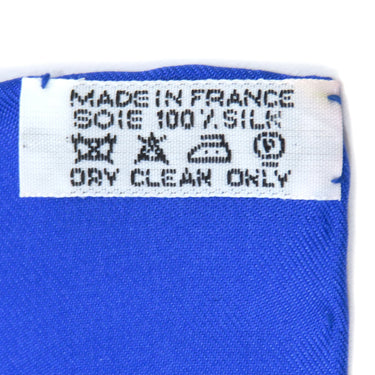 MADE IN FRANCE
SOIE 100% SILK
DRY CLEAN ONLY